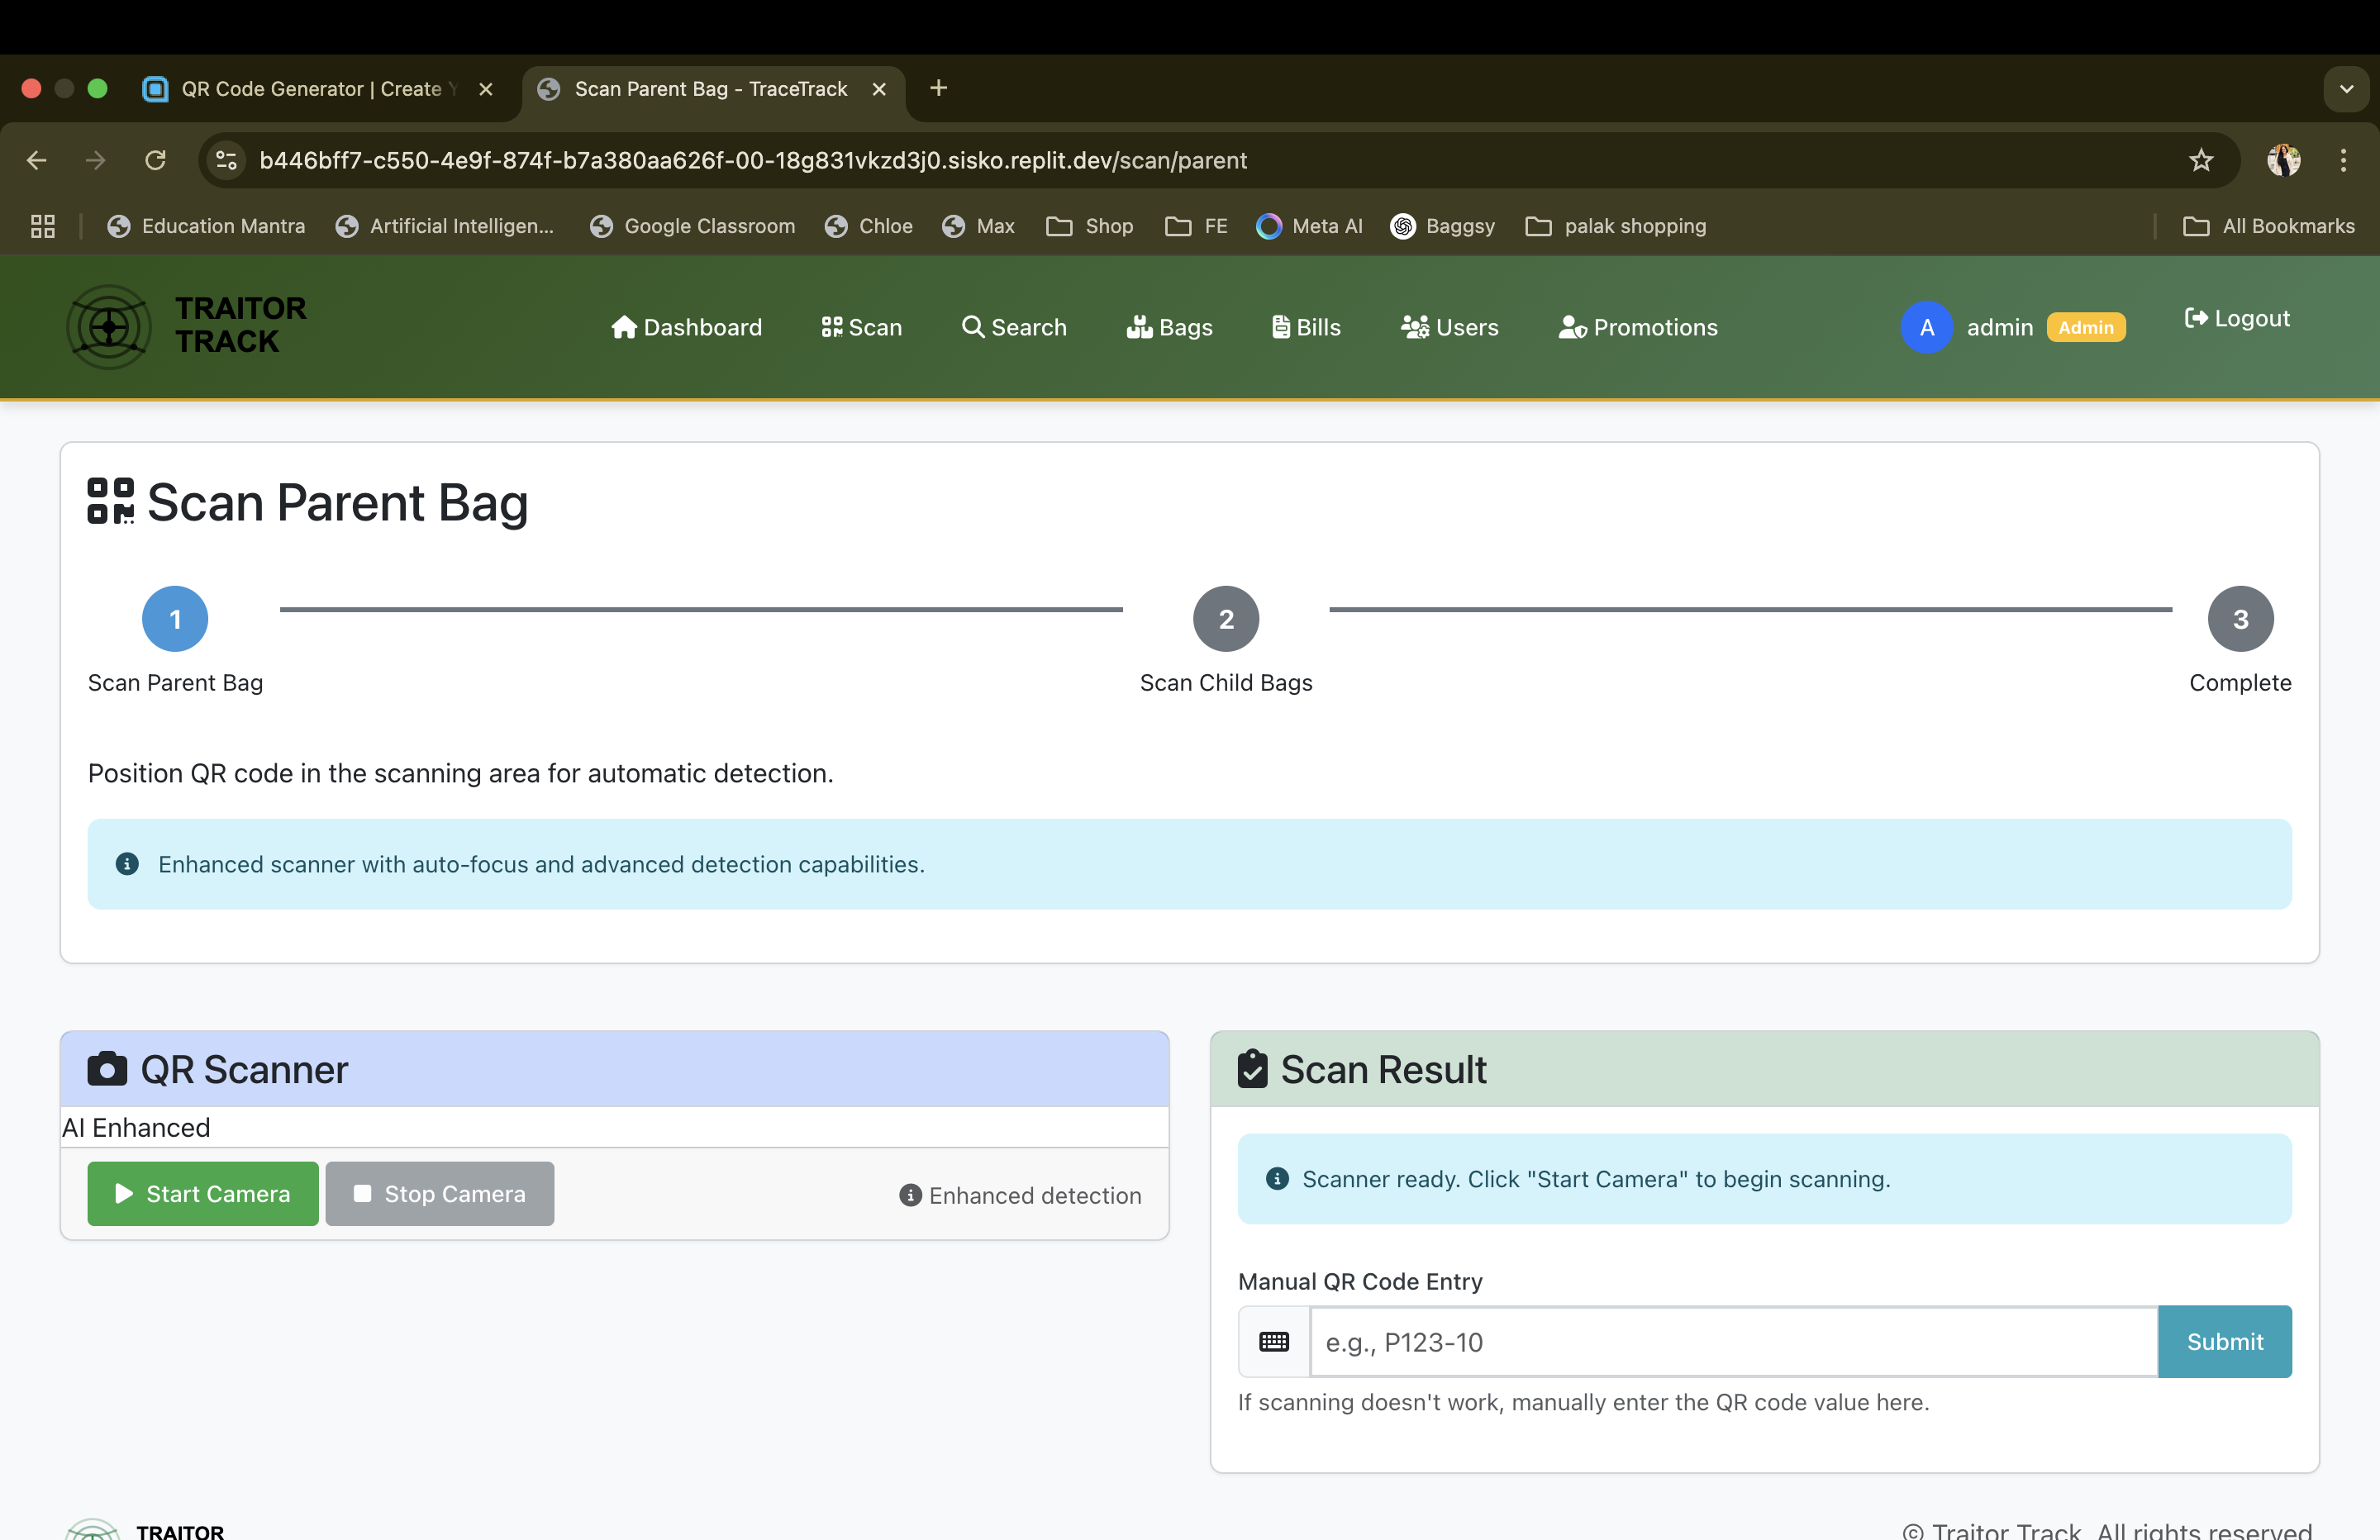 QR Code Generator | Create Y
Scan Parent Bag - TraceTrack
b446bff7-c550-4e9f-874f-b7a380aa626f-00-18g831vkzd3j0.sisko.replit.dev/scan/parent
Education Mantra
Artificial Intelligen...
Google Classroom
Chloe
Max
Shop
FE
Meta AI
Baggsy
palak shopping
All Bookmarks
TRAITOR
TRACK
Dashboard
Scan
Search
Bags
Bills
Users
Promotions
A
admin
Admin
Logout
Scan Parent Bag
1
2
3
Scan Parent Bag
Scan Child Bags
Complete
Position QR code in the scanning area for automatic detection.
Enhanced scanner with auto-focus and advanced detection capabilities.
QR Scanner
AI Enhanced
Start Camera
Stop Camera
Enhanced detection
Scan Result
Scanner ready. Click "Start Camera" to begin scanning.
Manual QR Code Entry
e.g., P123-10
Submit
If scanning doesn't work, manually enter the QR code value here.
TRAITOR
© Traitor Track. All rights reserved.